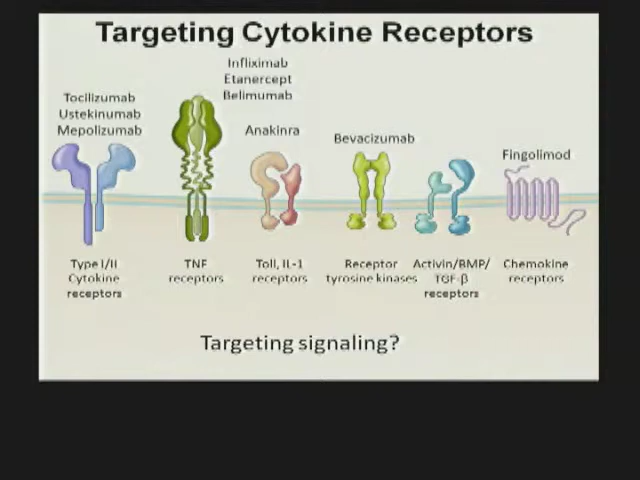 Targeting Cytokine Receptors
Infliximab
Etanercept
Belimumab
Tocilizumab
Ustekinumab
Mepolizumab
Anakinra
Bevacizumab
Fingolimod
Type I/II
Cytokine
receptors
TNF
receptors
Toll, IL-1
receptors
Receptor
tyrosine kinases
Activin/BMP/
TGF-β
receptors
Chemokine
receptors
Targeting signaling?